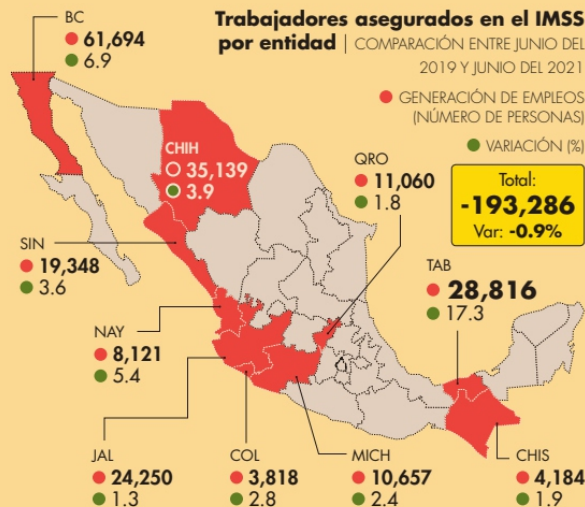 Trabajadores asegurados en el IMSS
por entidad | COMPARACIÓN ENTRE JUNIO DEL
2019 Y JUNIO DEL 2021
GENERACIÓN DE EMPLEOS
(NÚMERO DE PERSONAS)
VARIACIÓN (%)
Total:
-193,286
Var: -0.9%
BC
61,694
6.9
CHIH
35,139
3.9
QRO
11,060
1.8
SIN
19,348
3.6
TAB
28,816
17.3
NAY
8,121
5.4
JAL
24,250
1.3
COL
3,818
2.8
MICH
10,657
2.4
CHIS
4,184
1.9